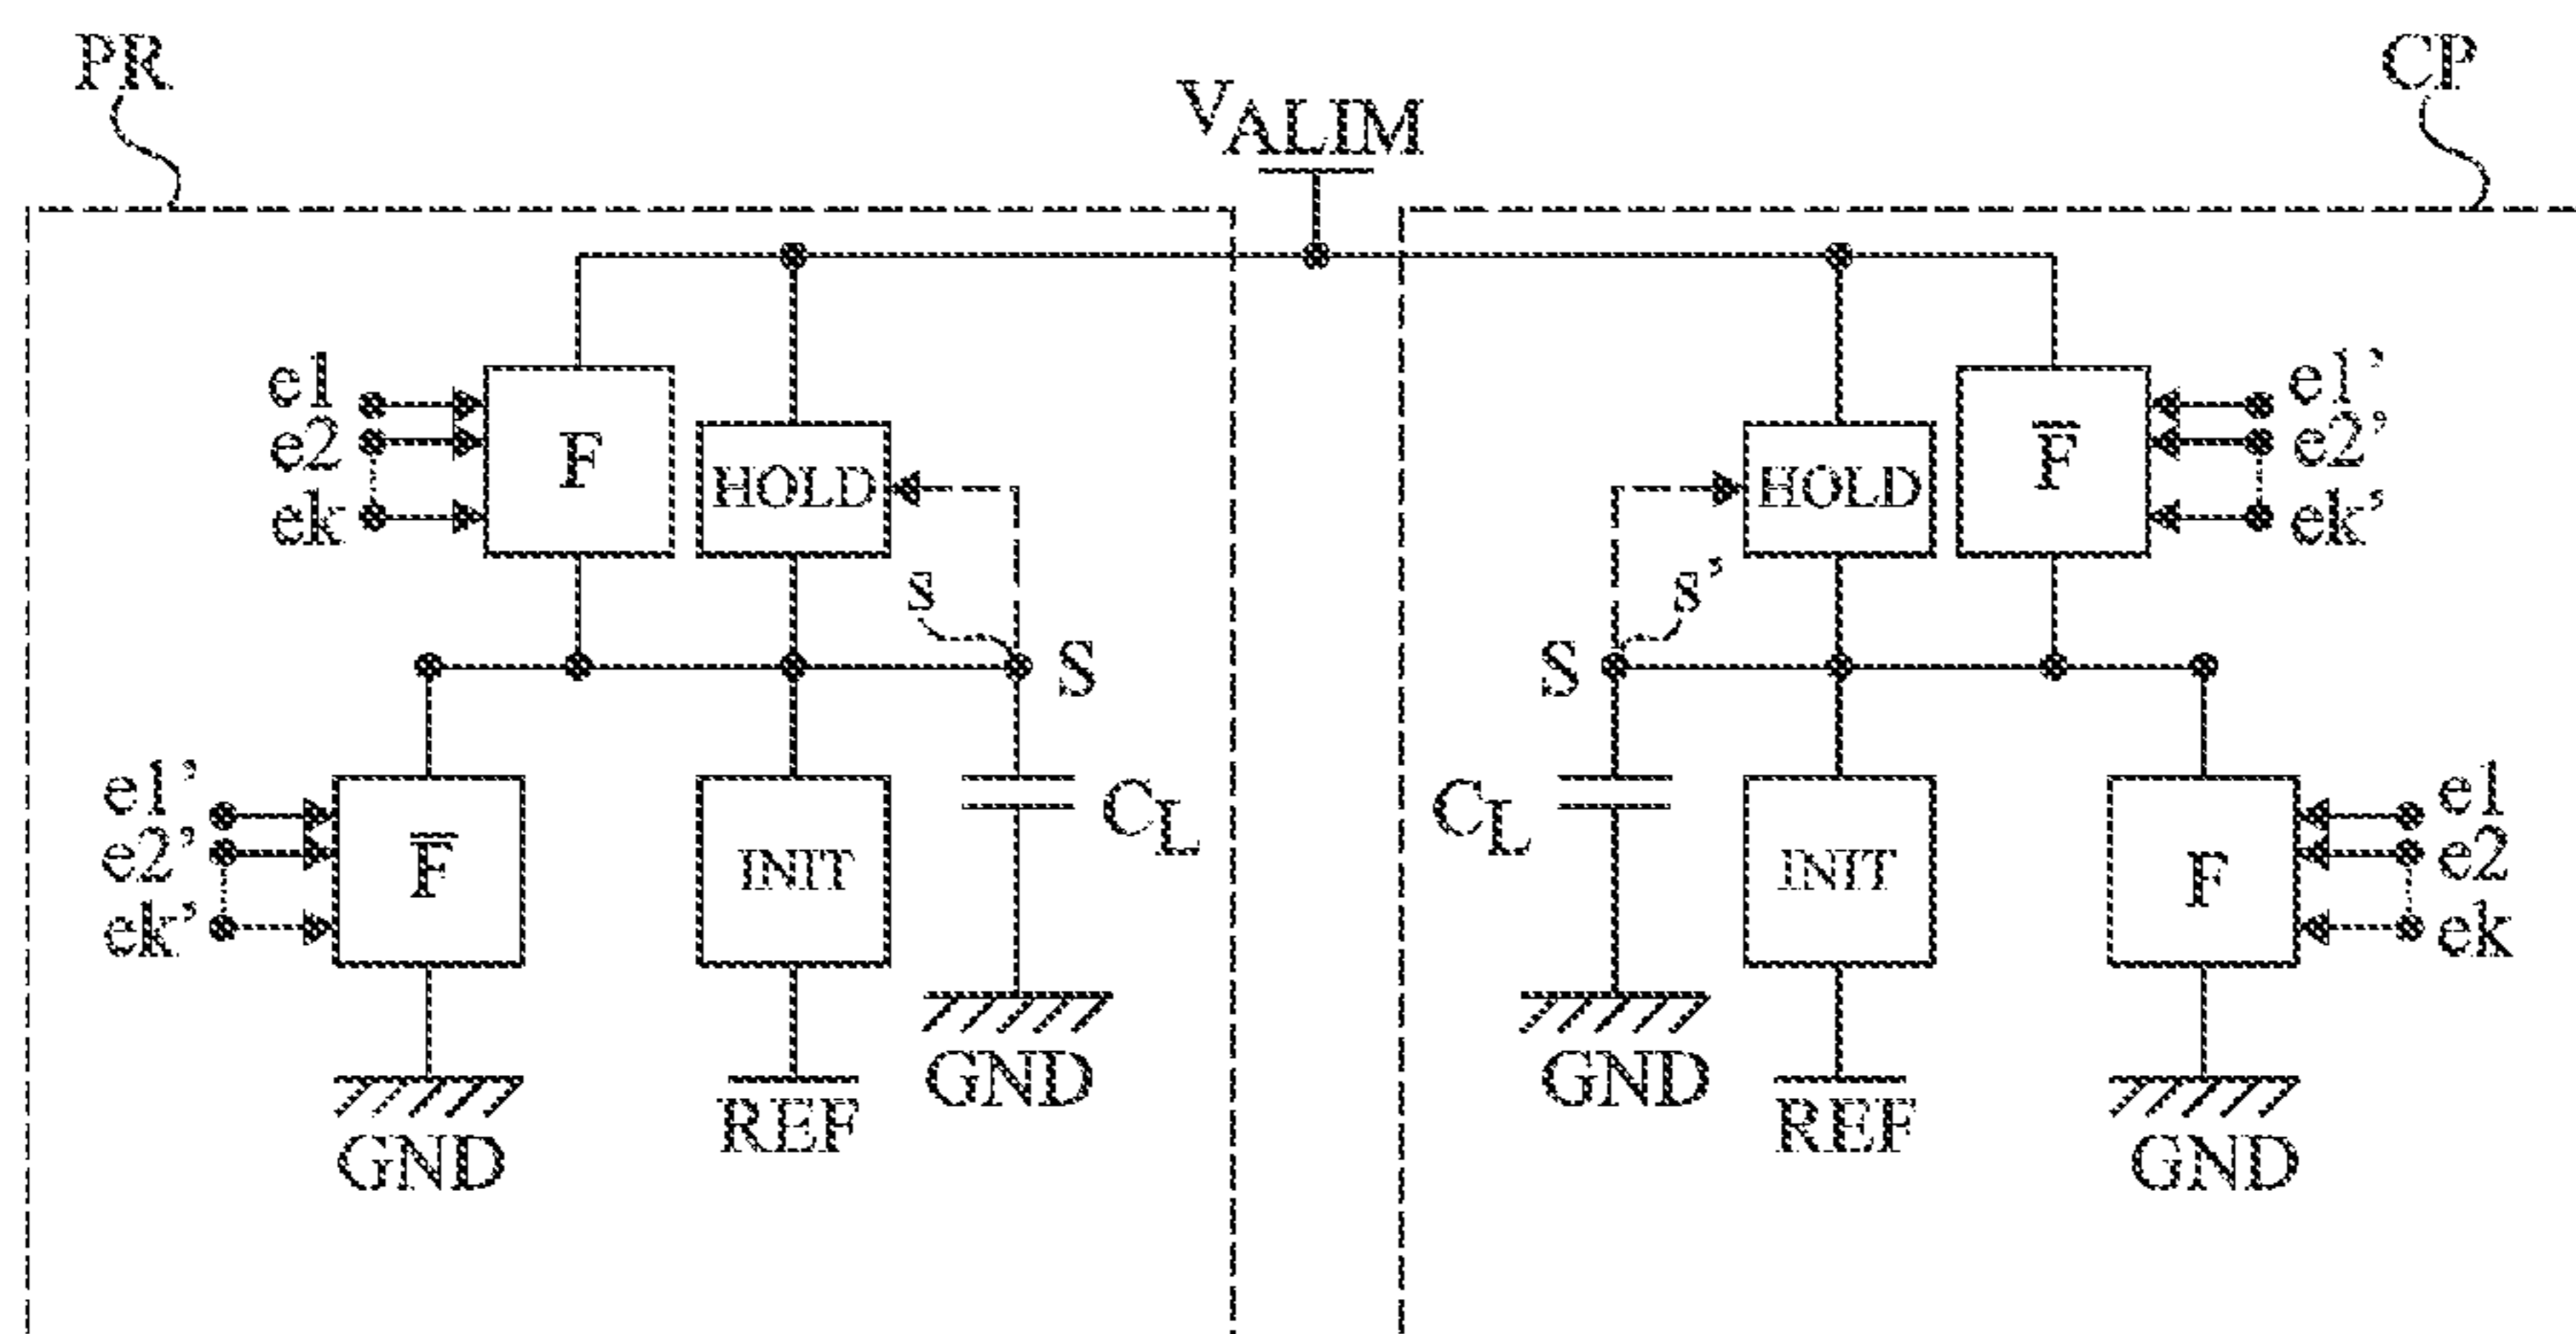 PR
CP
VALIM
e1
e2
ek
F
HOLD
HOLD
F̅
e1'
e2'
ek'
s
S
s'
S
e1'
e2'
ek'
F̅
INIT
CL
CL
INIT
F
e1
e2
ek
GND
REF
GND
GND
REF
GND